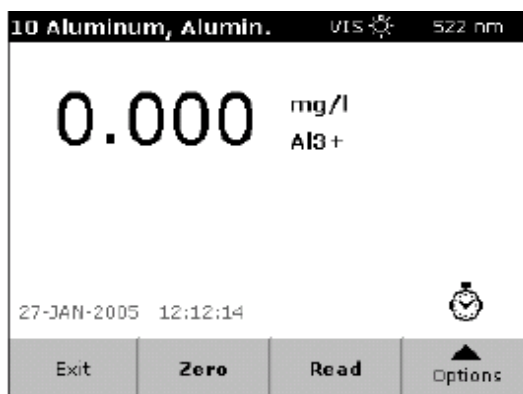 10 Aluminum, Alumin. VIS 522 nm
0.000 mg/l
Al3+
27-JAN-2005 12:12:14
Exit Zero Read Options